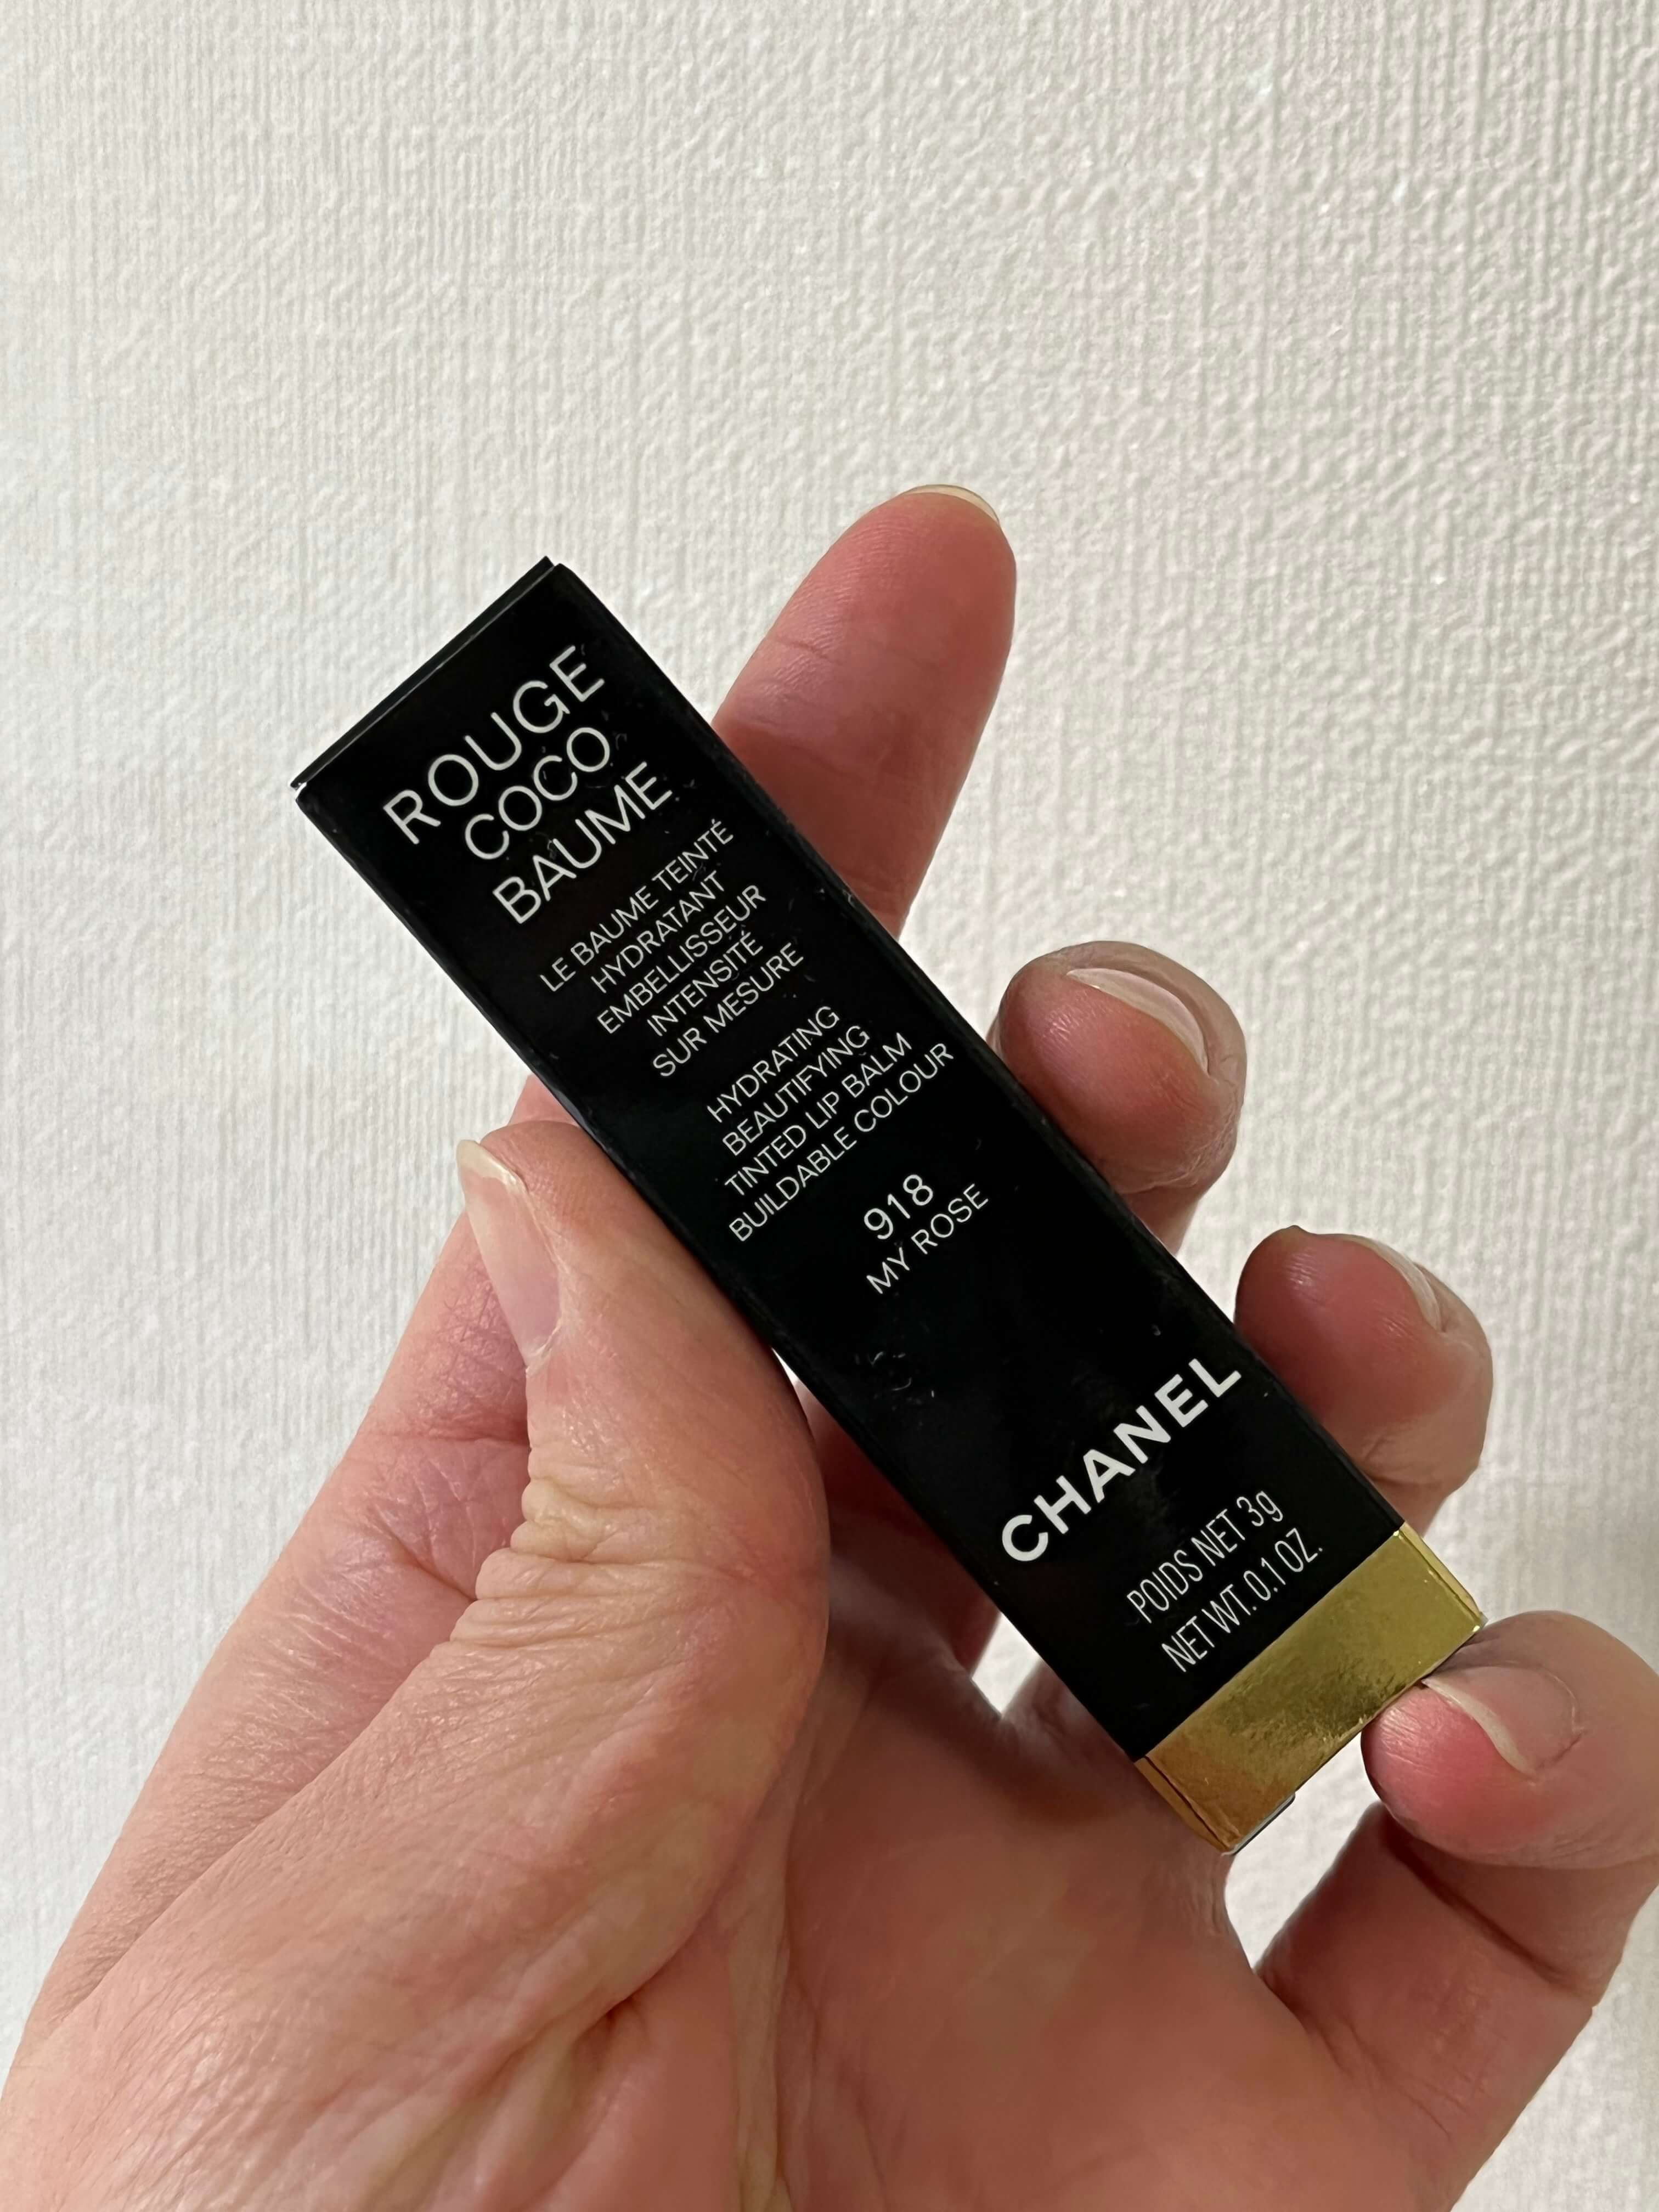 ROUGE
COCO
BAUME
LE BAUME TEINTÉ
HYDRATANT
EMBELLISSEUR
INTENSITÉ
SUR MESURE
HYDRATING
BEAUTIFYING
TINTED LIP BALM
BUILDABLE COLOUR
918
MY ROSE
CHANEL
POIDS NET 3g
NET WT. 0.1 OZ.